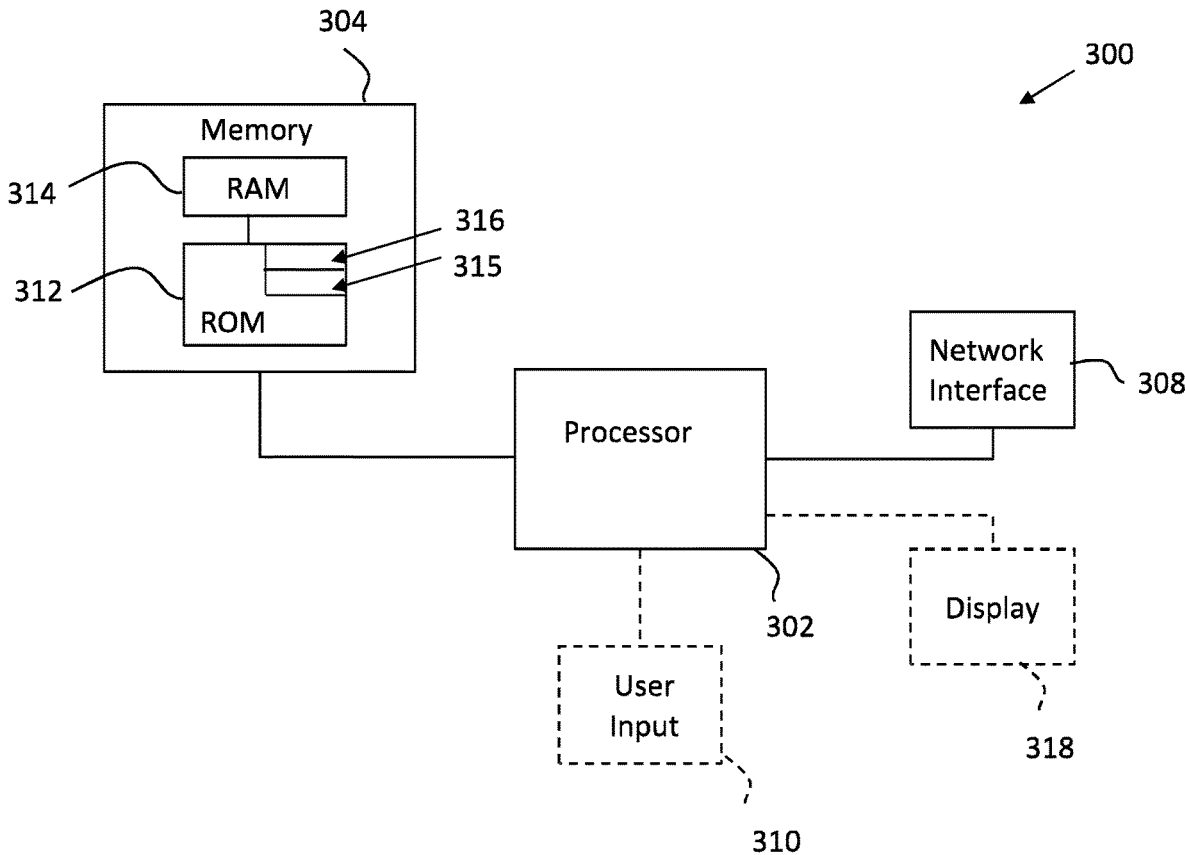 304
300
Memory
RAM
314
316
315
312
ROM
Network
Interface
308
Processor
302
Display
User
Input
318
310